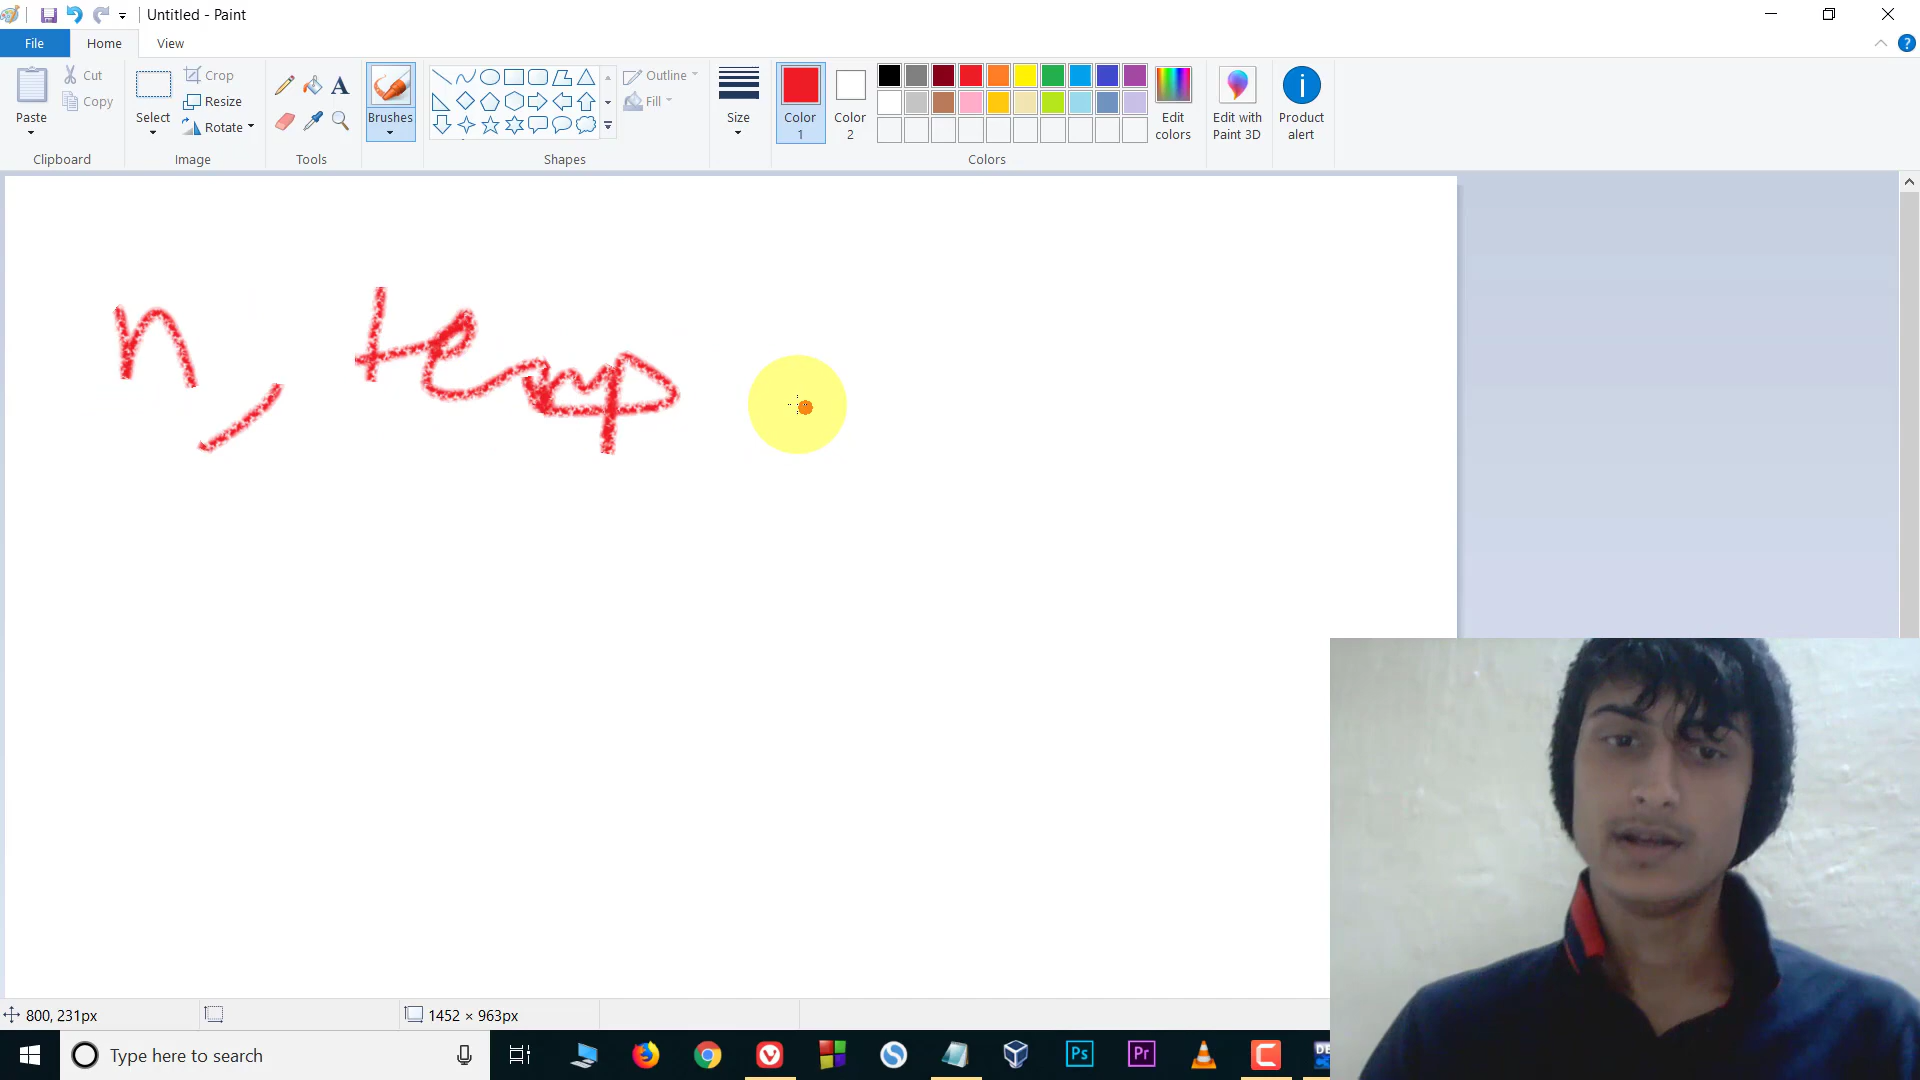 Untitled - Paint
File Home View
Paste Cut Copy Clipboard
Select Crop Resize Rotate Image
Tools
Brushes
Outline Fill Shapes
Size
Color 1 Color 2 Edit colors Colors
Edit with Paint 3D
Product alert
n, temp
800, 231px 1452 × 963px
Type here to search Ps Pr